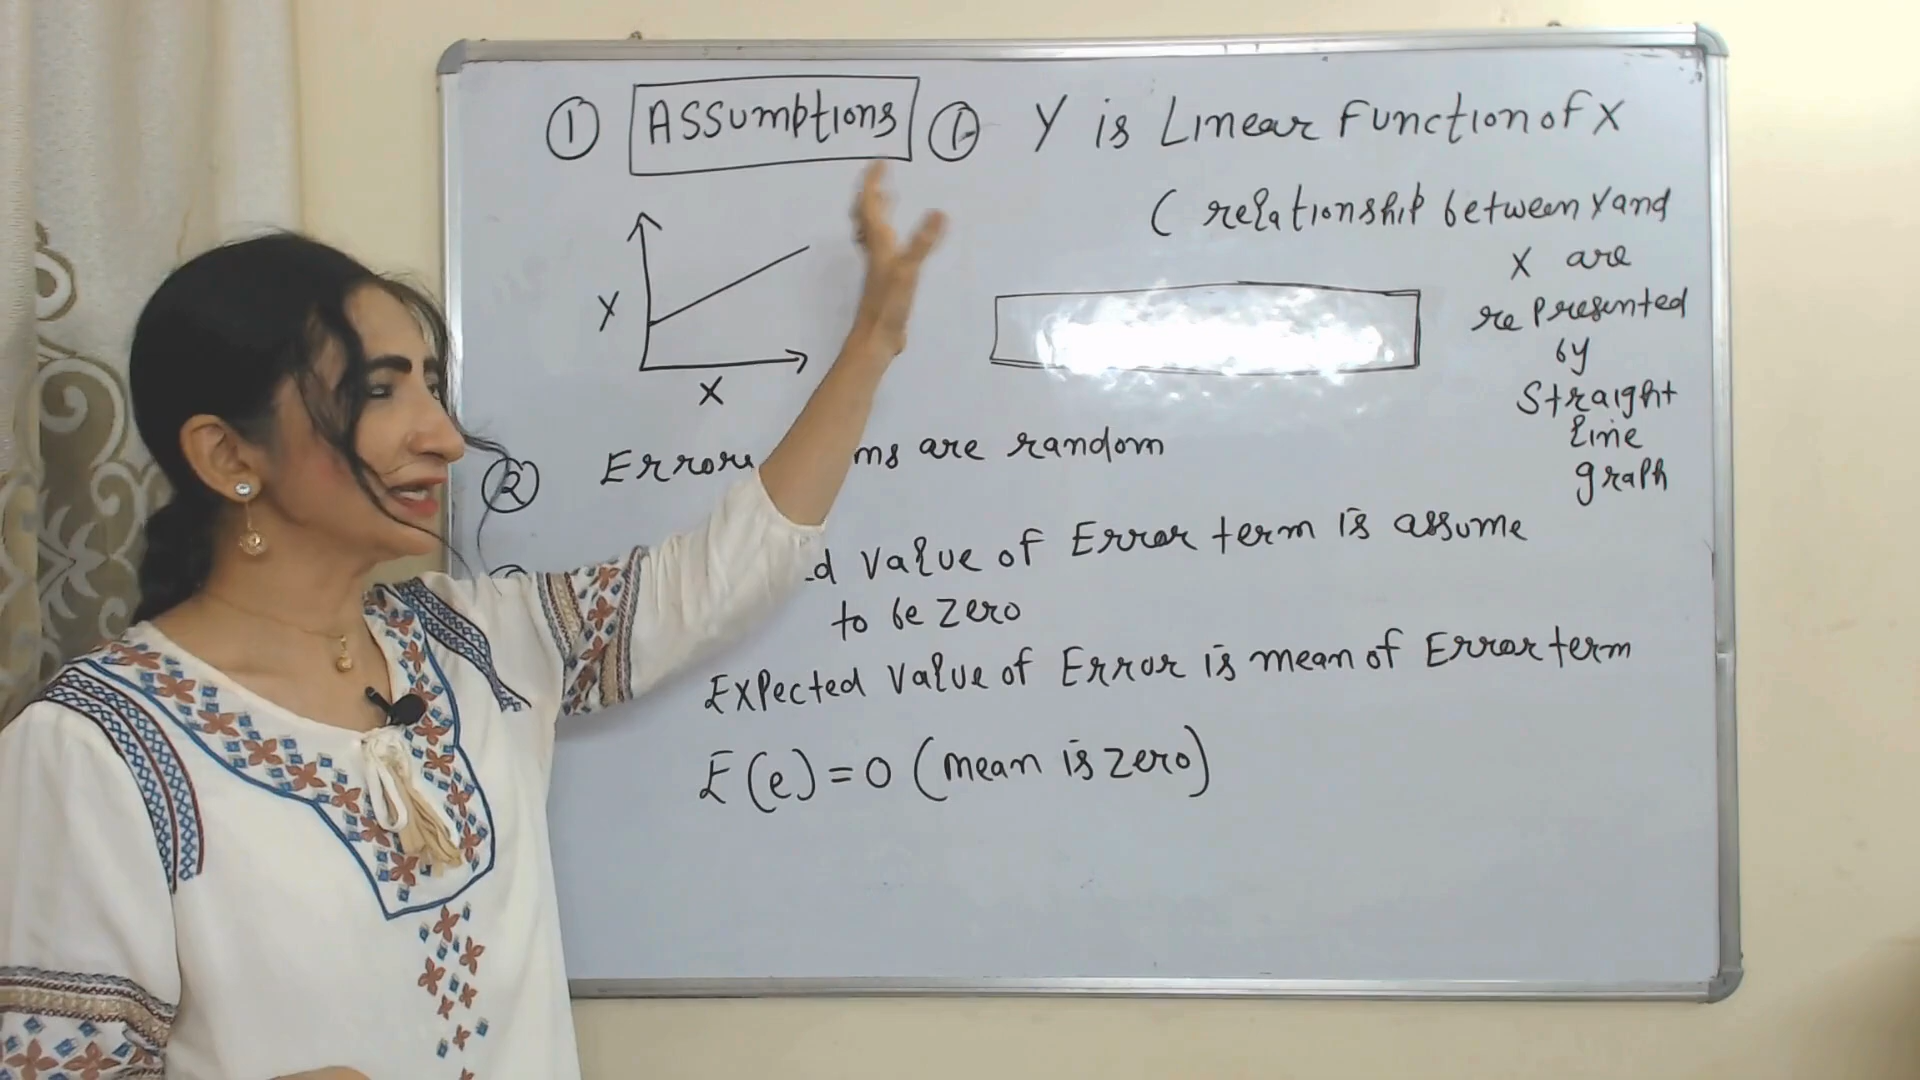 ① Assumptions ① Y is Linear Function of X
( relationship between Y and
X are
represented
by
Straight
line
graph
Y
X
② are random
Value of Error term is assume
to be zero
Expected Value of Error is mean of Error term
E(e) = 0 (mean is zero)